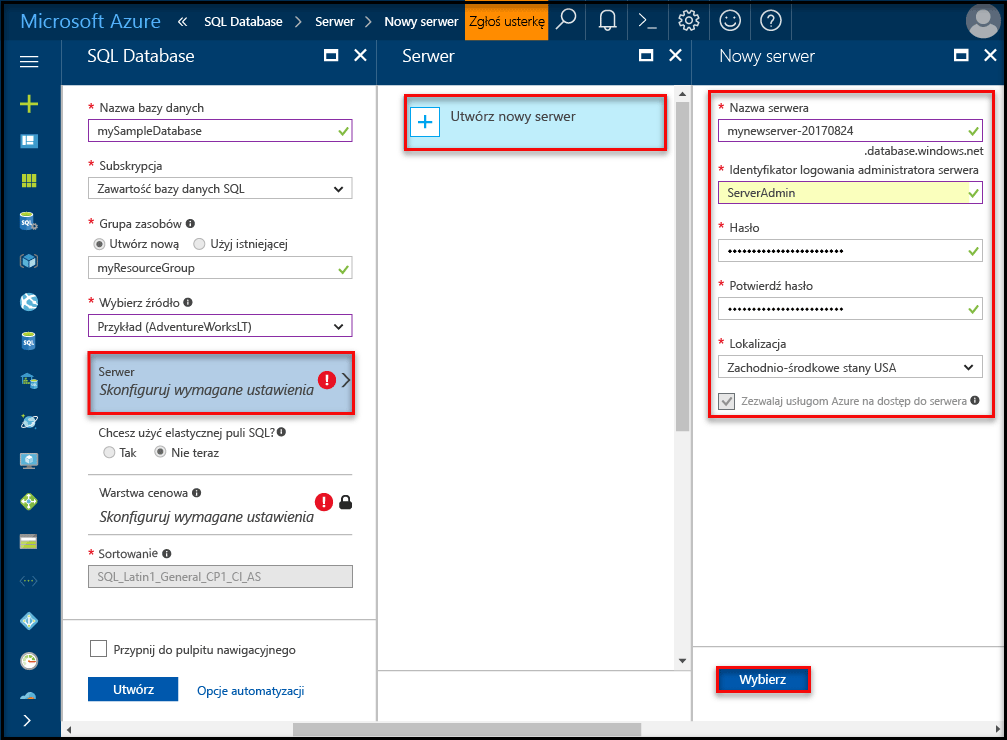 Microsoft Azure « SQL Database > Serwer > Nowy serwer Zgłoś usterkę
SQL Database
* Nazwa bazy danych
mySampleDatabase
* Subskrypcja
Zawartość bazy danych SQL
* Grupa zasobów
Utwórz nową Użyj istniejącej
myResourceGroup
* Wybierz źródło
Przykład (AdventureWorksLT)
Serwer
Skonfiguruj wymagane ustawienia
Chcesz użyć elastycznej puli SQL?
Tak Nie teraz
Warstwa cenowa
Skonfiguruj wymagane ustawienia
* Sortowanie
SQL_Latin1_General_CP1_CI_AS
Przypnij do pulpitu nawigacyjnego
Utwórz Opcje automatyzacji
Serwer
Utwórz nowy serwer
Nowy serwer
* Nazwa serwera
mynewserver-20170824
.database.windows.net
* Identyfikator logowania administratora serwera
ServerAdmin
* Hasło
* Potwierdź hasło
* Lokalizacja
Zachodnio-środkowe stany USA
Zezwalaj usługom Azure na dostęp do serwera
Wybierz